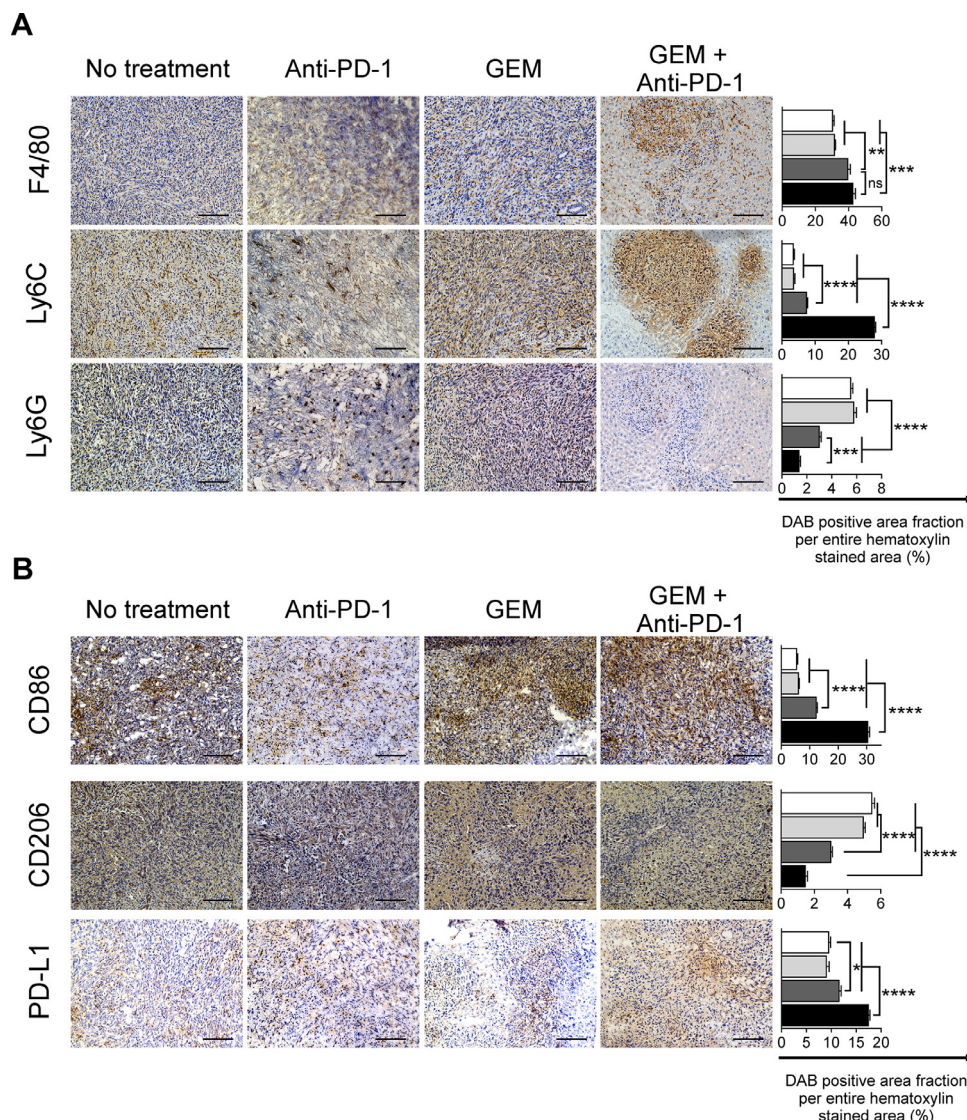 A
No treatment
Anti-PD-1
GEM
GEM +
Anti-PD-1
F4/80
**
ns
***
0 20 40 60
Ly6C
****
****
0 10 20 30
Ly6G
***
****
0 2 4 6 8
DAB positive area fraction
per entire hematoxylin
stained area (%)
B
No treatment
Anti-PD-1
GEM
GEM +
Anti-PD-1
CD86
****
****
0 10 20 30
CD206
****
****
0 2 4 6
PD-L1
*
****
0 5 10 15 20
DAB positive area fraction
per entire hematoxylin
stained area (%)